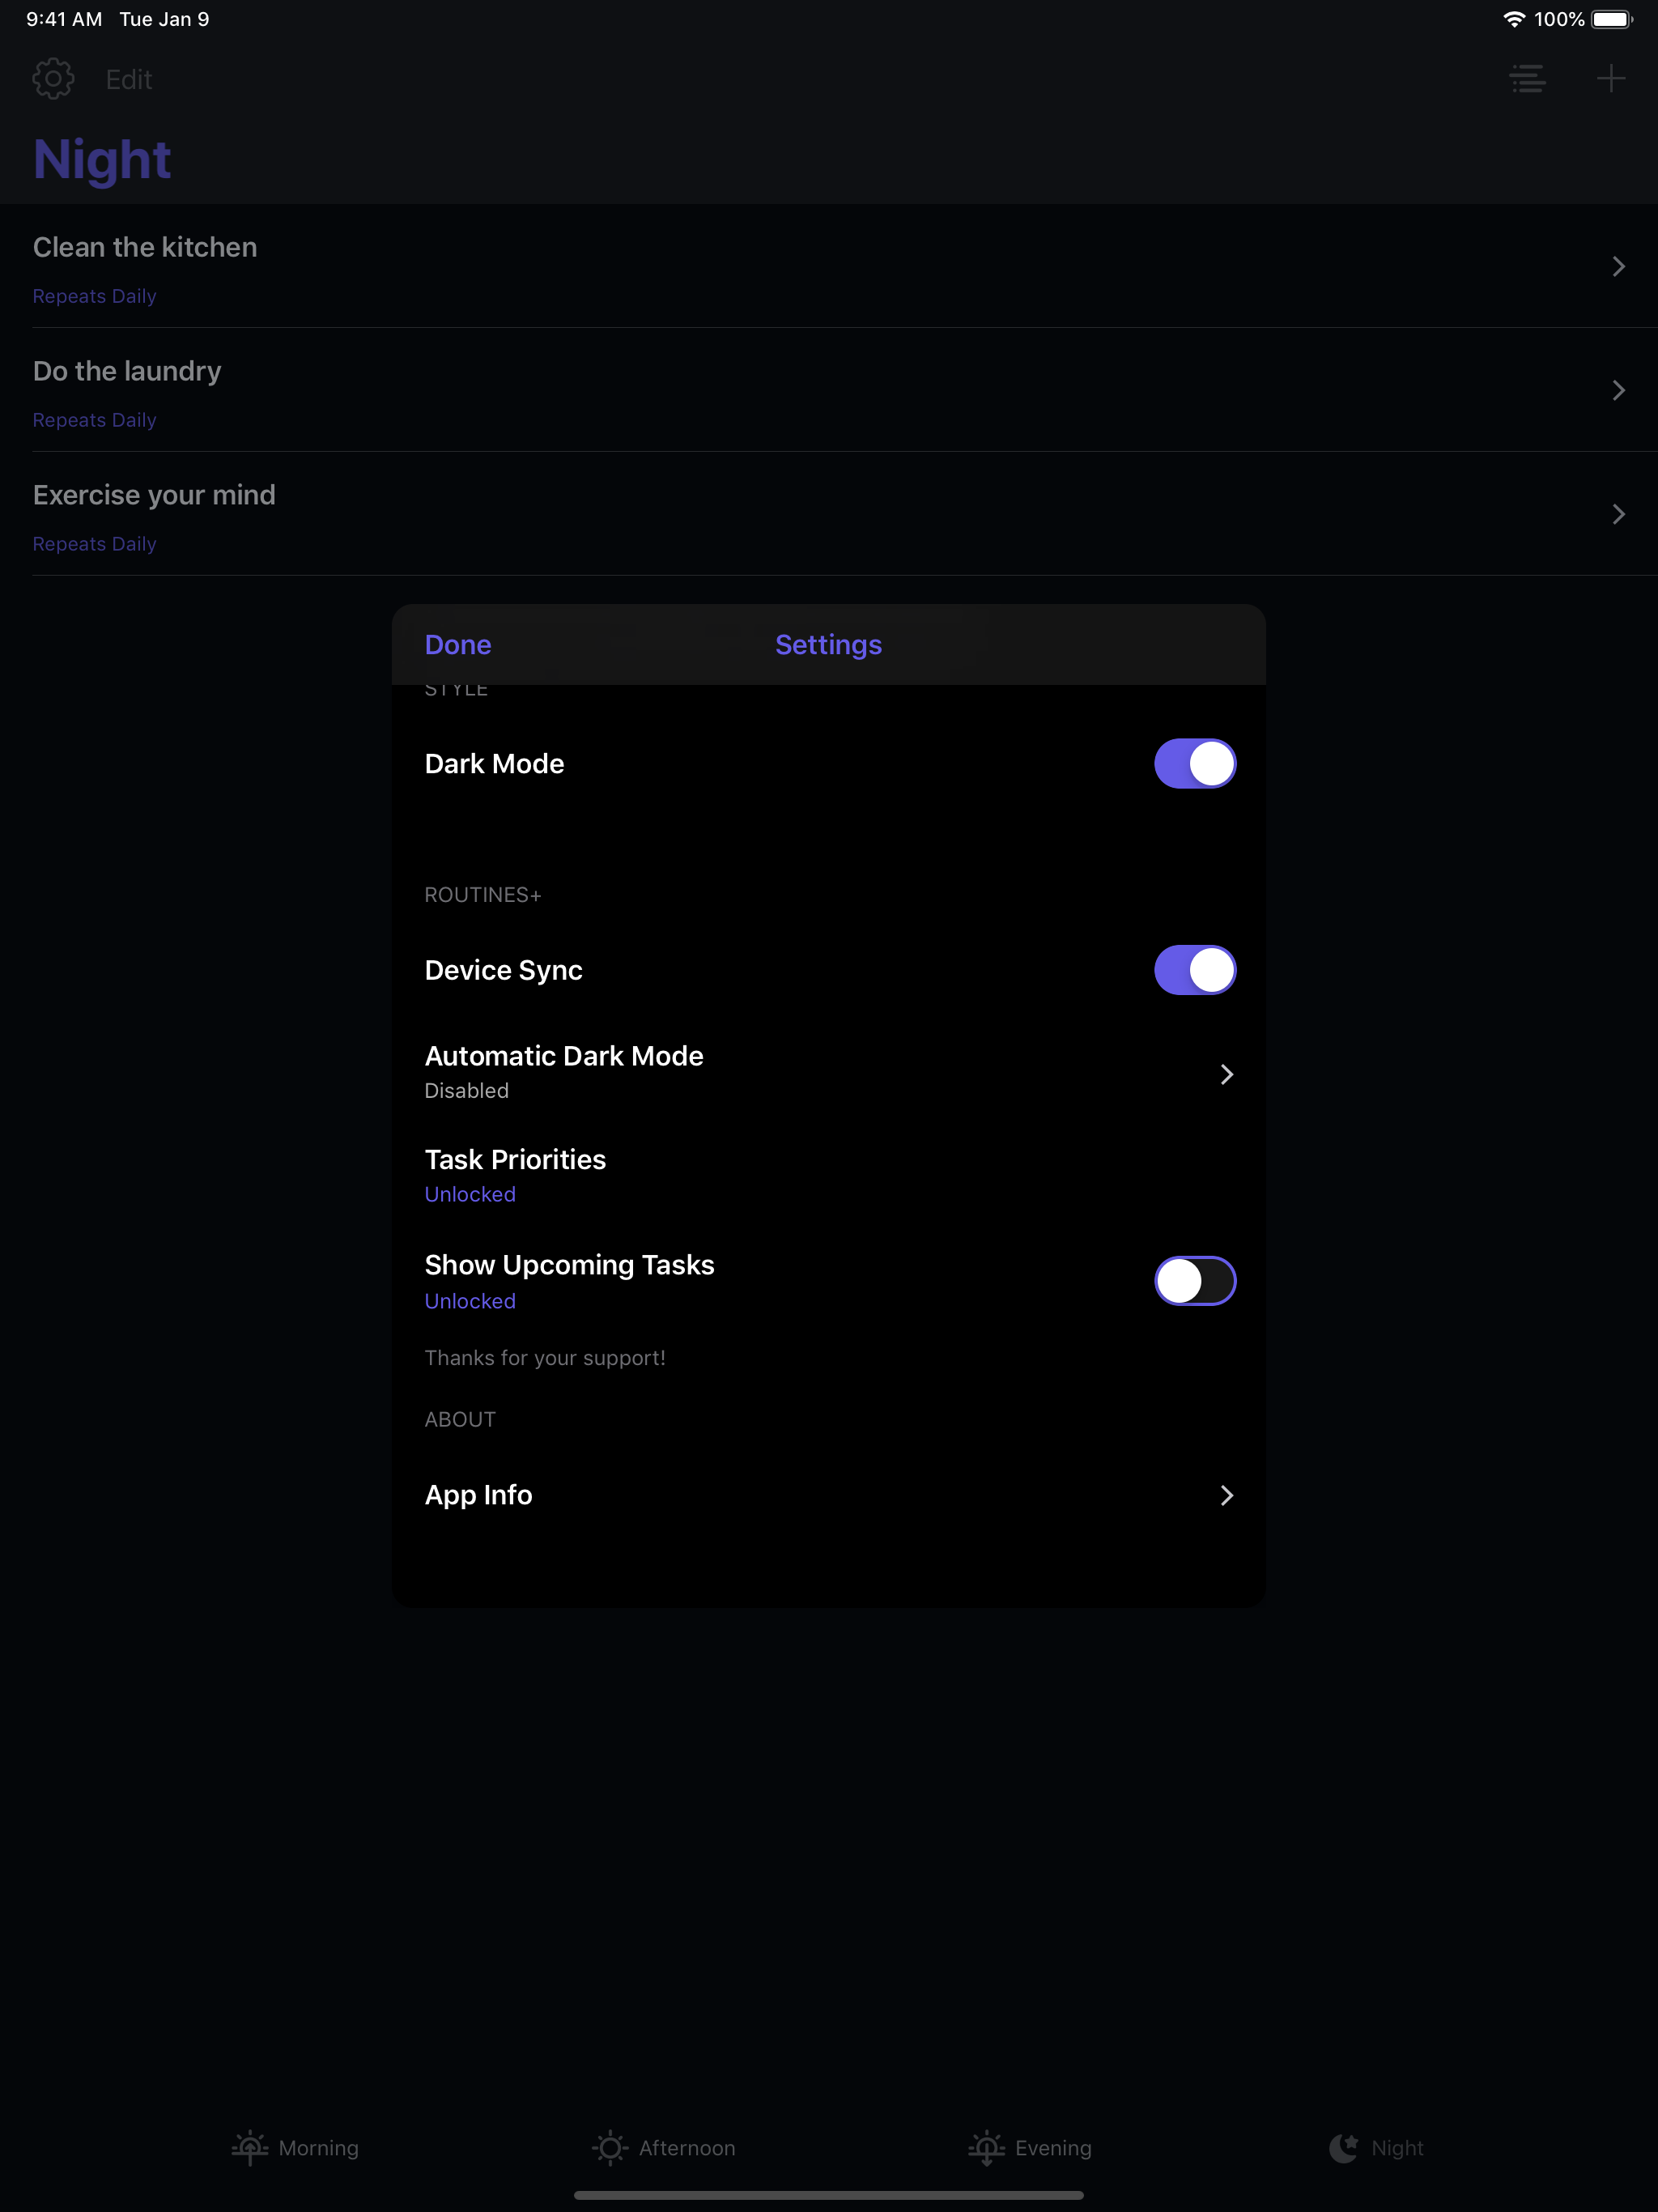 9:41 AM Tue Jan 9 100%
Edit
Night
Clean the kitchen
Repeats Daily
Do the laundry
Repeats Daily
Exercise your mind
Repeats Daily
Done Settings
STYLE
Dark Mode
ROUTINES+
Device Sync
Automatic Dark Mode
Disabled
Task Priorities
Unlocked
Show Upcoming Tasks
Unlocked
Thanks for your support!
ABOUT
App Info
Morning Afternoon Evening Night